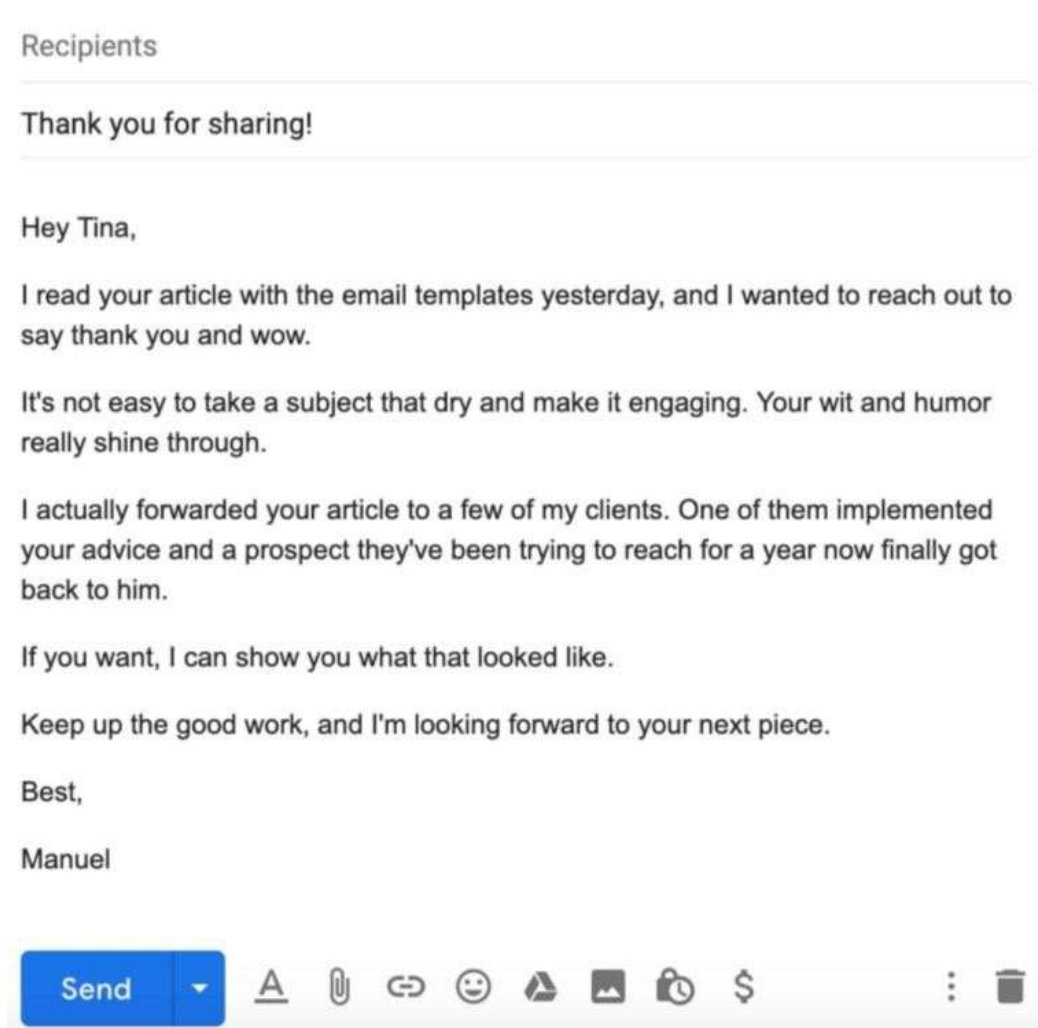 Recipients
Thank you for sharing!
Hey Tina,
I read your article with the email templates yesterday, and I wanted to reach out to
say thank you and wow.
It's not easy to take a subject that dry and make it engaging. Your wit and humor
really shine through.
I actually forwarded your article to a few of my clients. One of them implemented
your advice and a prospect they've been trying to reach for a year now finally got
back to him.
If you want, I can show you what that looked like.
Keep up the good work, and I'm looking forward to your next piece.
Best,
Manuel
Send A $